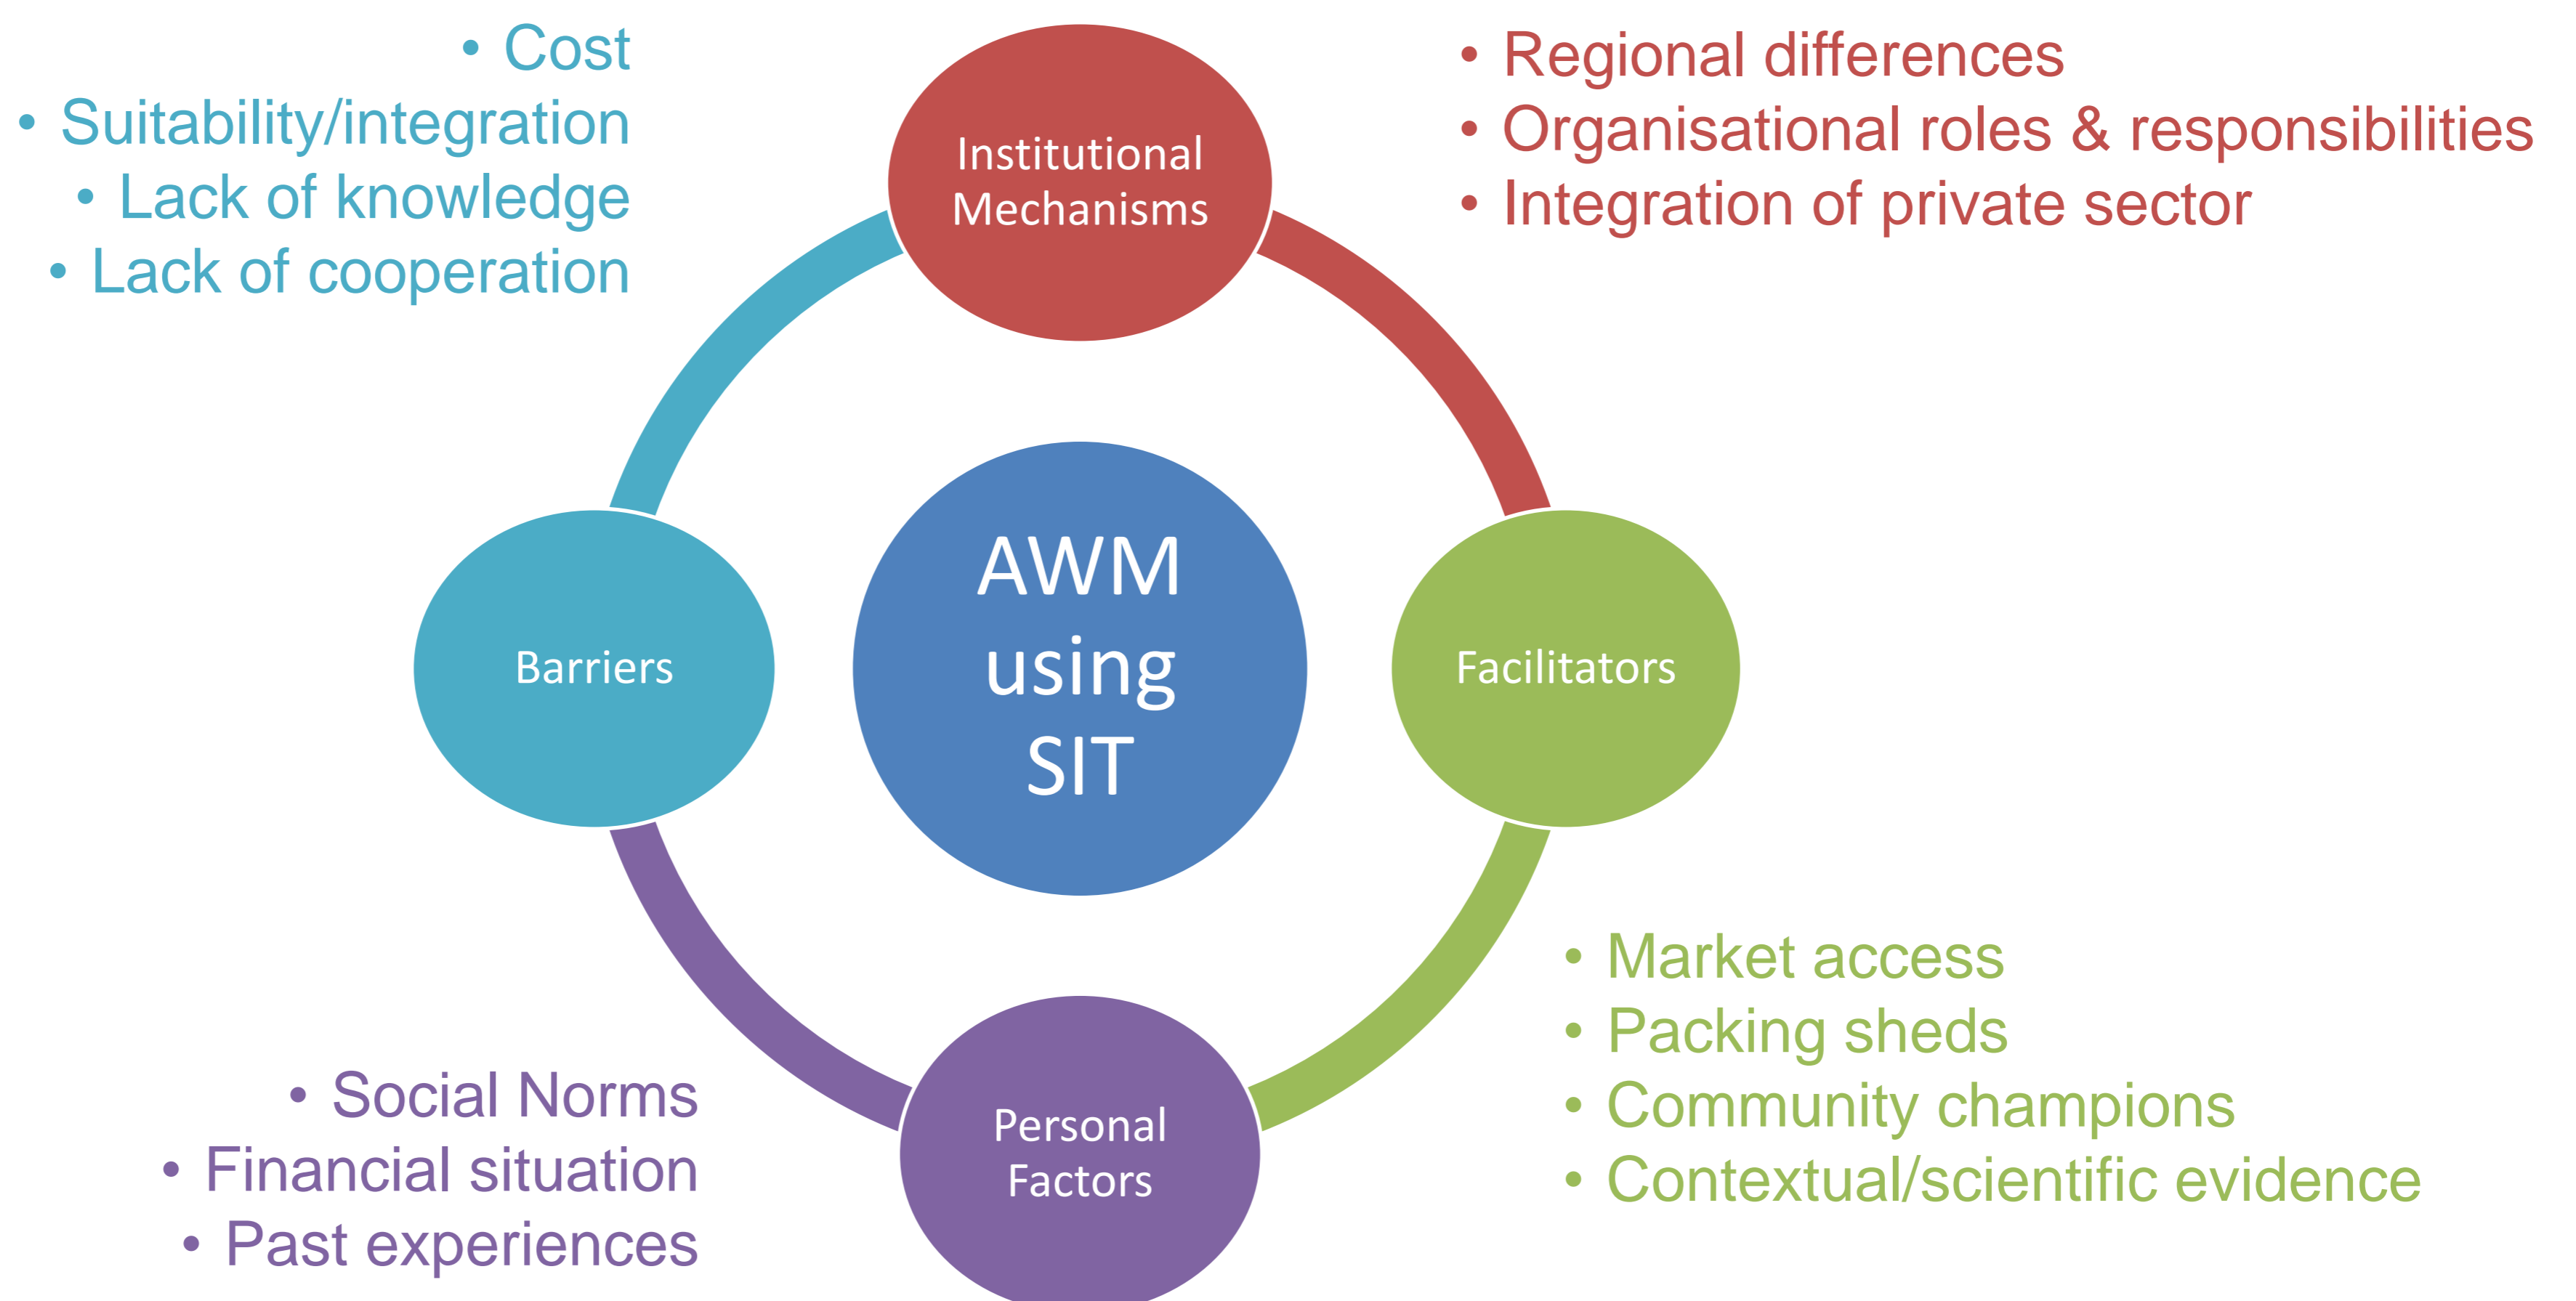 • Cost
• Suitability/integration
• Lack of knowledge
• Lack of cooperation
Institutional
Mechanisms
• Regional differences
• Organisational roles & responsibilities
• Integration of private sector
Barriers
AWM
using
SIT
Facilitators
• Social Norms
• Financial situation
• Past experiences
Personal
Factors
• Market access
• Packing sheds
• Community champions
• Contextual/scientific evidence